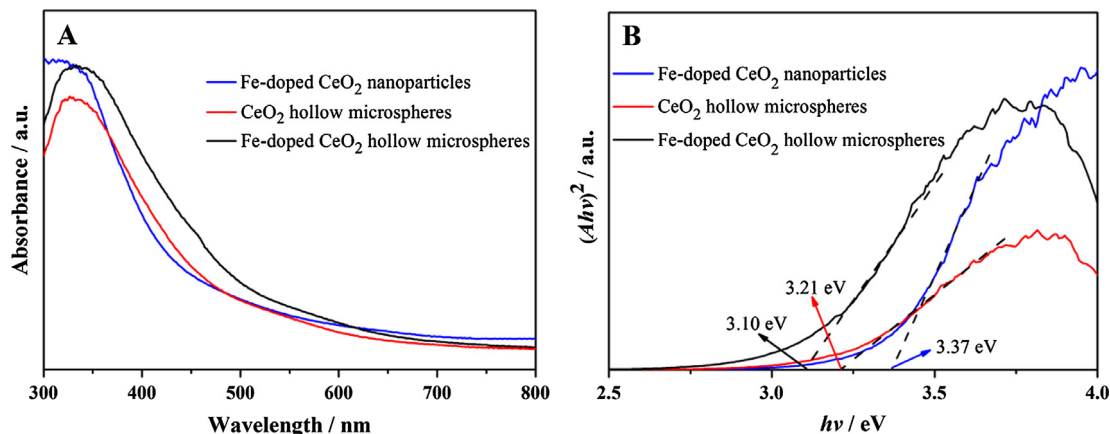 A
Fe-doped CeO2 nanoparticles
CeO2 hollow microspheres
Fe-doped CeO2 hollow microspheres
Absorbance / a.u.
300 400 500 600 700 800
Wavelength / nm
B
Fe-doped CeO2 nanoparticles
CeO2 hollow microspheres
Fe-doped CeO2 hollow microspheres
(Ahv)2 / a.u.
3.21 eV
3.10 eV
3.37 eV
2.5 3.0 3.5 4.0
hv / eV